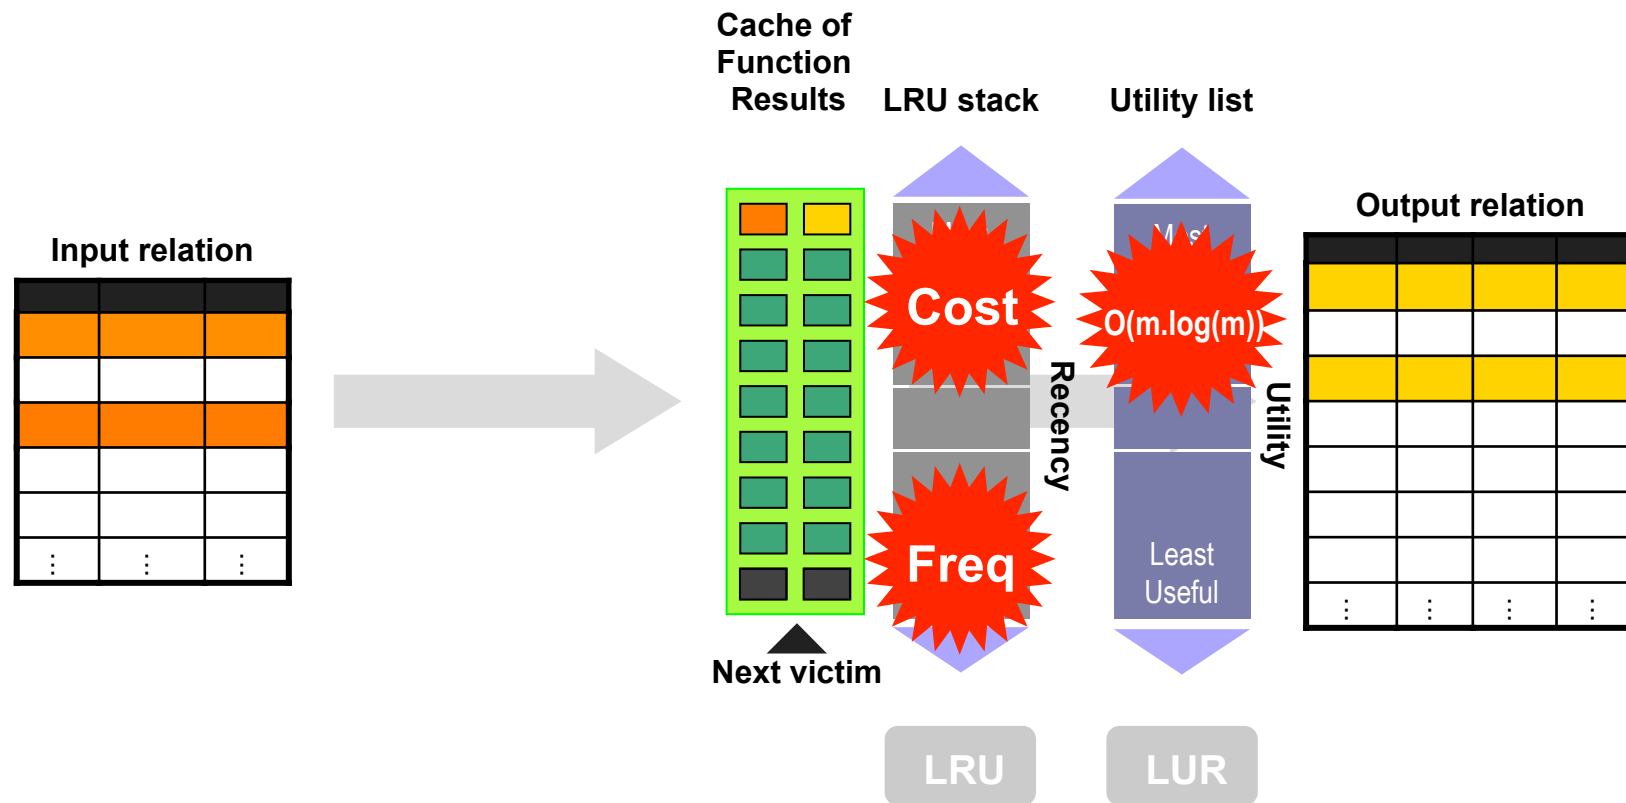 Cache of
Function
Results
LRU stack
Utility list
Input relation
Output relation
Cost
O(m.log(m))
Recency
Utility
Freq
Least
Useful
Next victim
LRU
LUR